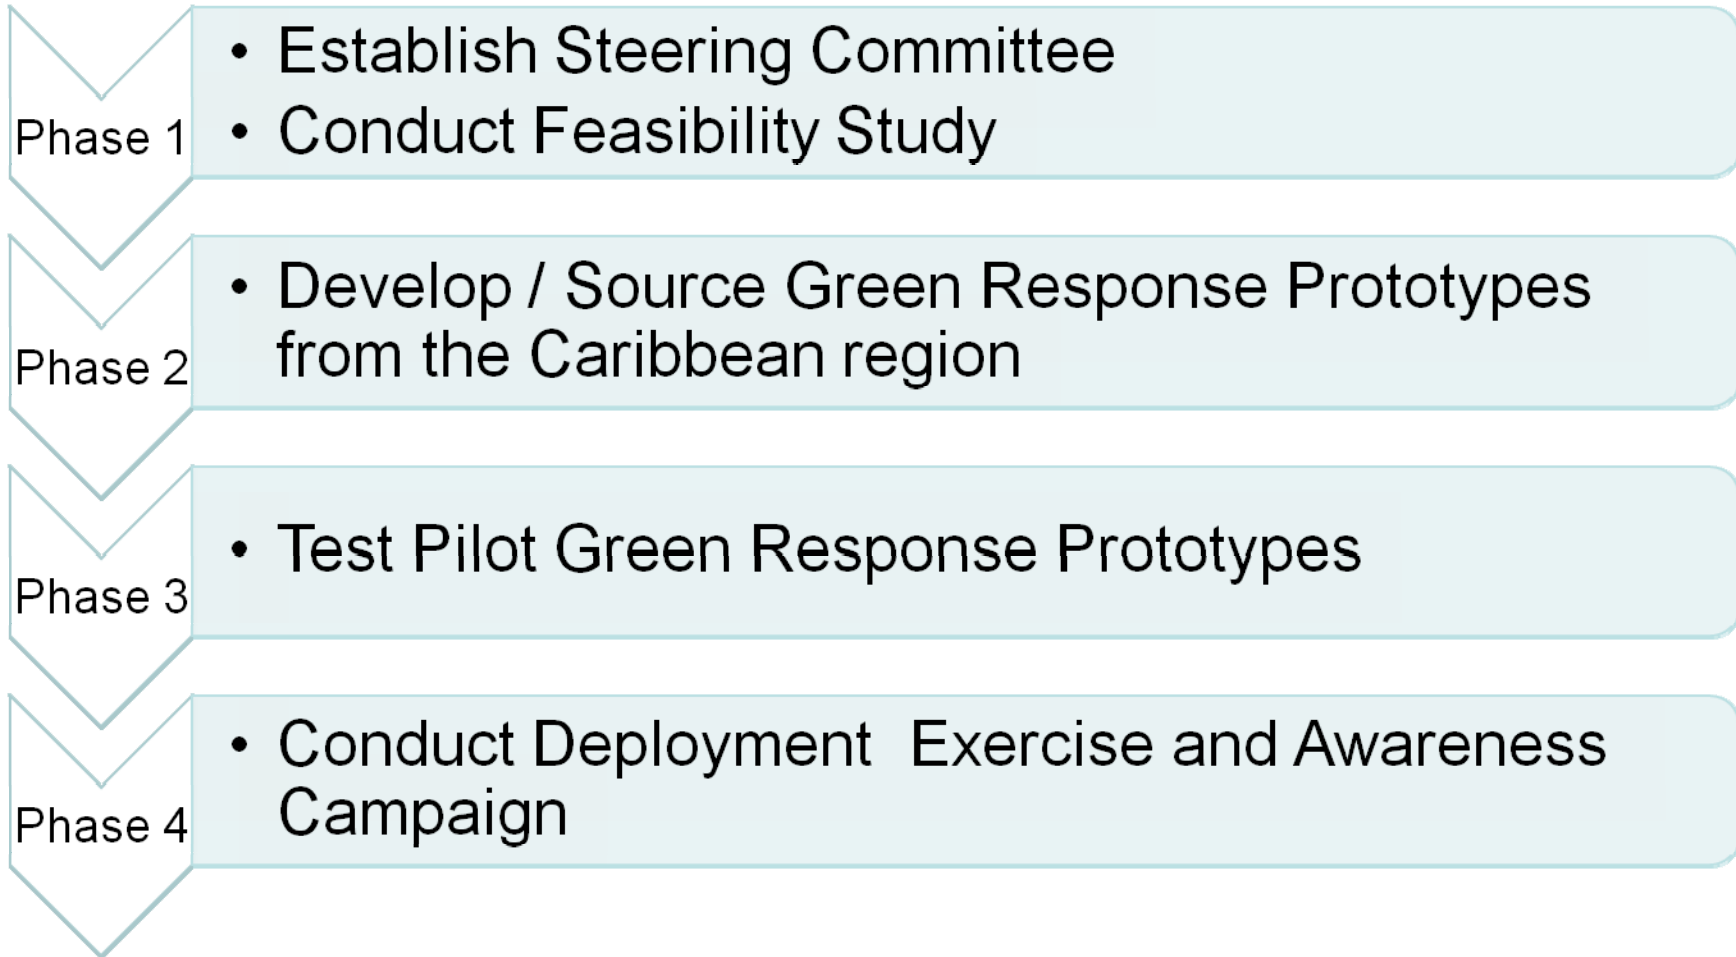 Phase 1
• Establish Steering Committee
• Conduct Feasibility Study
Phase 2
• Develop / Source Green Response Prototypes
from the Caribbean region
Phase 3
• Test Pilot Green Response Prototypes
Phase 4
• Conduct Deployment  Exercise and Awareness
Campaign